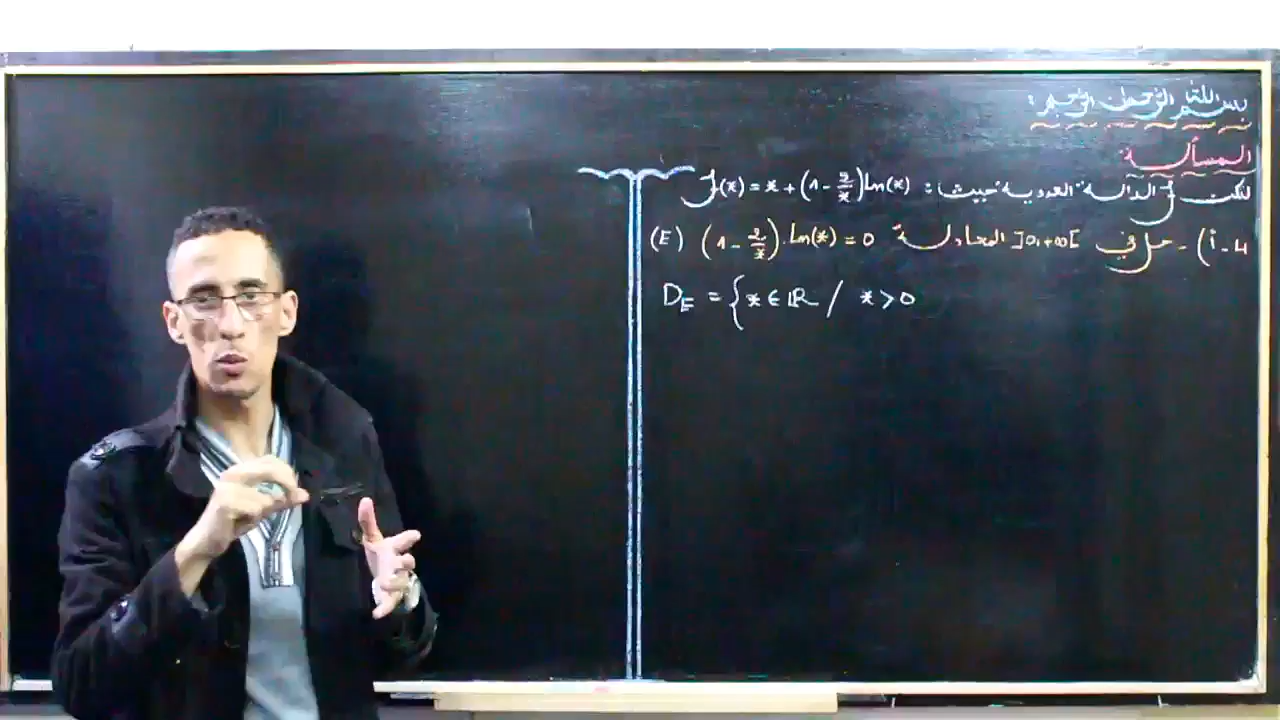 بسم الله الرحمن الرحيم :
المسألة :
لتكن f الدالة العددية حيث : f(x) = x + (1 - 2/x) ln(x)
4 - أ) - حل في ]0,+∞[ المعادلة (E) (1 - 2/x) . ln(x) = 0
D_E = { x ∈ ℝ / x > 0